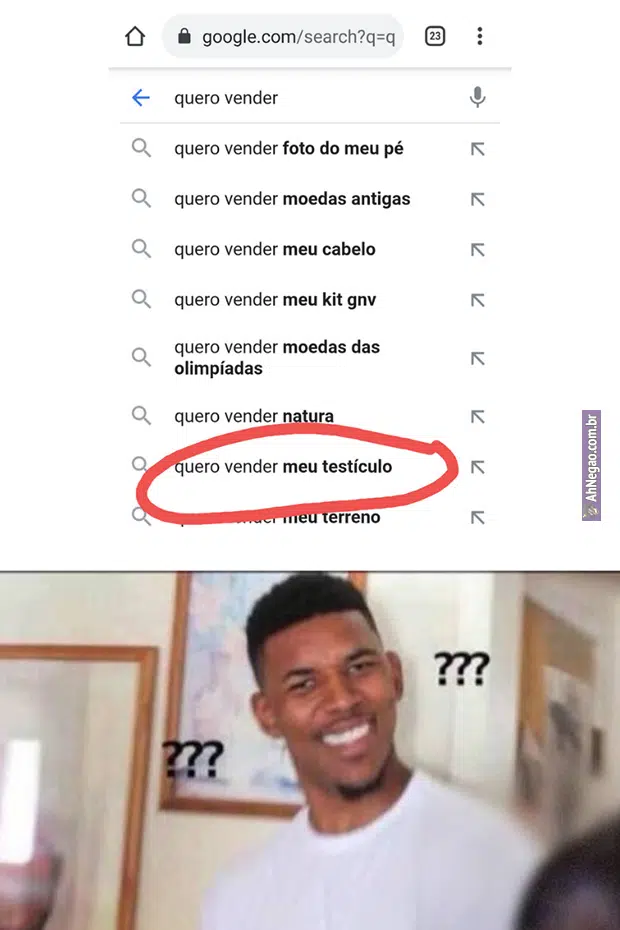 google.com/search?q=q
23
quero vender
quero vender foto do meu pé
quero vender moedas antigas
quero vender meu cabelo
quero vender meu kit gnv
quero vender moedas das
olimpíadas
quero vender natura
quero vender meu testículo
quero vender meu terreno
AhNegao.com.br
???
???